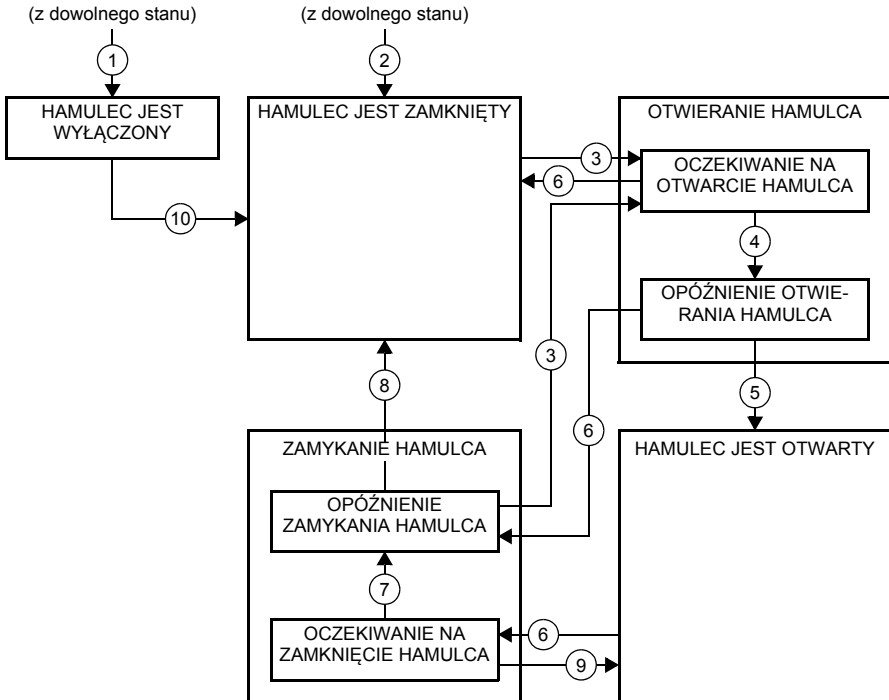 (z dowolnego stanu)
(z dowolnego stanu)
1
2
HAMULEC JEST
WYŁĄCZONY
HAMULEC JEST ZAMKNIĘTY
OTWIERANIE HAMULCA
3
OCZEKIWANIE NA
OTWARCIE HAMULCA
6
10
4
OPÓŹNIENIE OTWIE-
RANIA HAMULCA
3
8
5
6
ZAMYKANIE HAMULCA
HAMULEC JEST OTWARTY
OPÓŹNIENIE
ZAMYKANIA HAMULCA
7
OCZEKIWANIE NA
ZAMKNIĘCIE HAMULCA
6
9